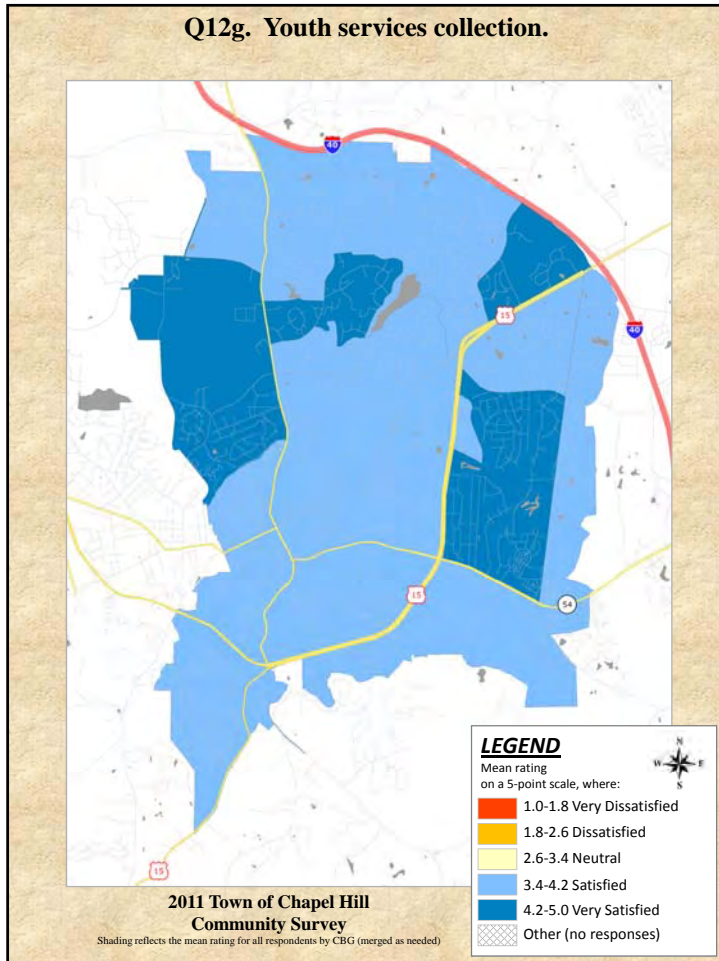 Q12g. Youth services collection.
40
15
40
15
54
15
LEGEND
Mean rating
on a 5-point scale, where:
N
W E
S
1.0-1.8 Very Dissatisfied
1.8-2.6 Dissatisfied
2.6-3.4 Neutral
3.4-4.2 Satisfied
4.2-5.0 Very Satisfied
Other (no responses)
2011 Town of Chapel Hill
Community Survey
Shading reflects the mean rating for all respondents by CBG (merged as needed)